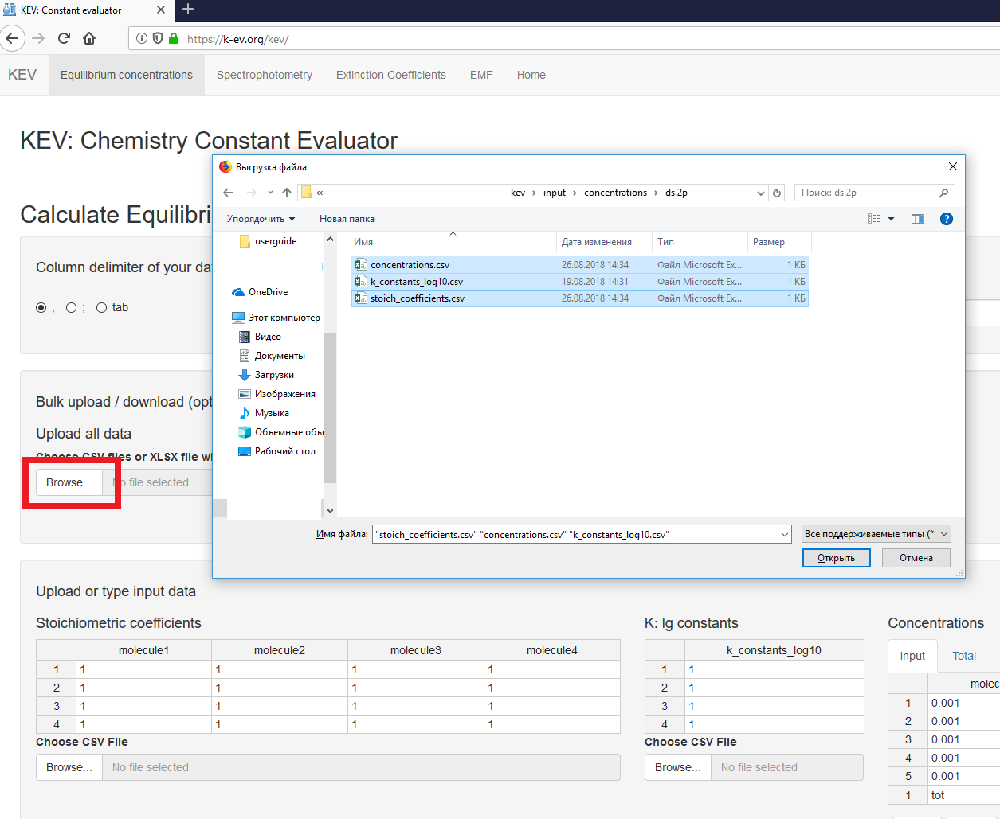 KEV: Constant evaluator
https://k-ev.org/kev/
KEV Equilibrium concentrations Spectrophotometry Extinction Coefficients EMF Home
KEV: Chemistry Constant Evaluator
Calculate Equilibri
Column delimiter of your da
, ; tab
Bulk upload / download (opt
Upload all data
Choose CSV files or XLSX file wi
Browse... No file selected
Выгрузка файла
« kev › input › concentrations › ds.2p
Поиск: ds.2p
Упорядочить Новая папка
userguide
OneDrive
Этот компьютер
Видео
Документы
Загрузки
Изображения
Музыка
Объемные объе
Рабочий стол
Имя Дата изменения Тип Размер
concentrations.csv 26.08.2018 14:34 Файл Microsoft Ex... 1 КБ
k_constants_log10.csv 19.08.2018 14:31 Файл Microsoft Ex... 1 КБ
stoich_coefficients.csv 26.08.2018 14:34 Файл Microsoft Ex... 1 КБ
Имя файла: "stoich_coefficients.csv" "concentrations.csv" "k_constants_log10.csv" Все поддерживаемые типы (*.
Открыть Отмена
Upload or type input data
Stoichiometric coefficients
molecule1 molecule2 molecule3 molecule4
1 1 1 1 1
2 1 1 1 1
3 1 1 1 1
4 1 1 1 1
Choose CSV File
Browse... No file selected
K: lg constants
k_constants_log10
1 1
2 1
3 1
4 1
Choose CSV File
Browse... No file selected
Concentrations
Input Total
molec
1 0.001
2 0.001
3 0.001
4 0.001
5 0.001
1 tot